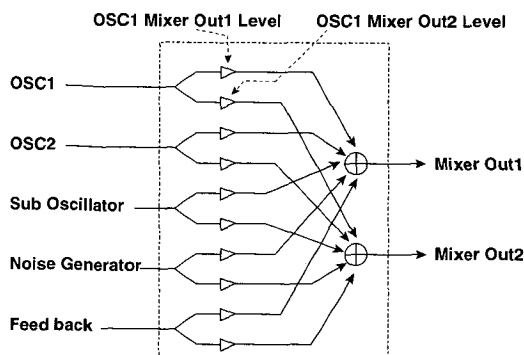 OSC1 Mixer Out1 Level
OSC1 Mixer Out2 Level
OSC1
OSC2
Mixer Out1
Sub Oscillator
Mixer Out2
Noise Generator
Feed back